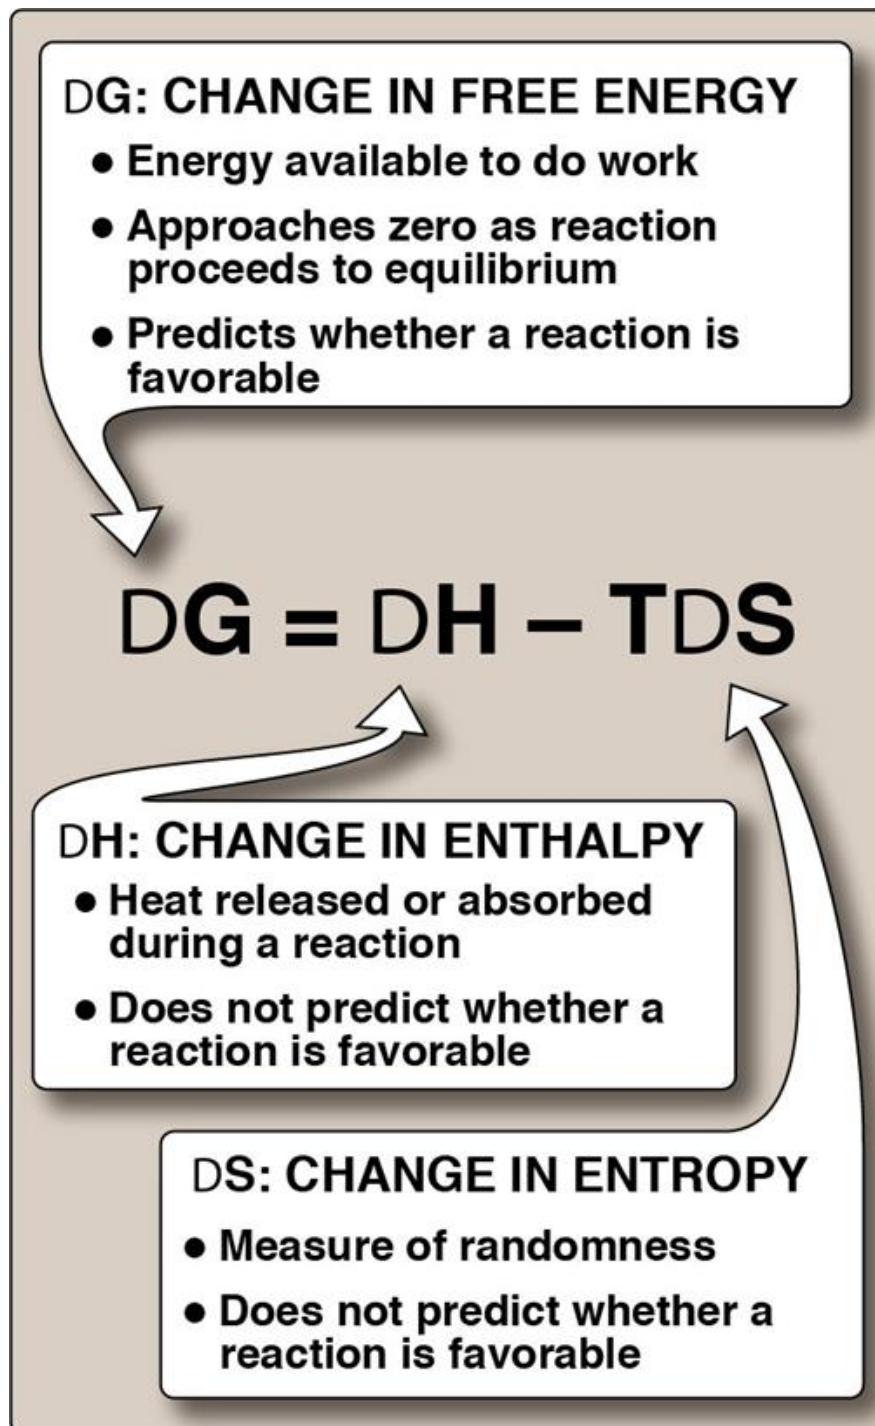 DG: CHANGE IN FREE ENERGY
● Energy available to do work
● Approaches zero as reaction
proceeds to equilibrium
● Predicts whether a reaction is
favorable
DG = DH – TDS
DH: CHANGE IN ENTHALPY
● Heat released or absorbed
during a reaction
● Does not predict whether a
reaction is favorable
DS: CHANGE IN ENTROPY
● Measure of randomness
● Does not predict whether a
reaction is favorable